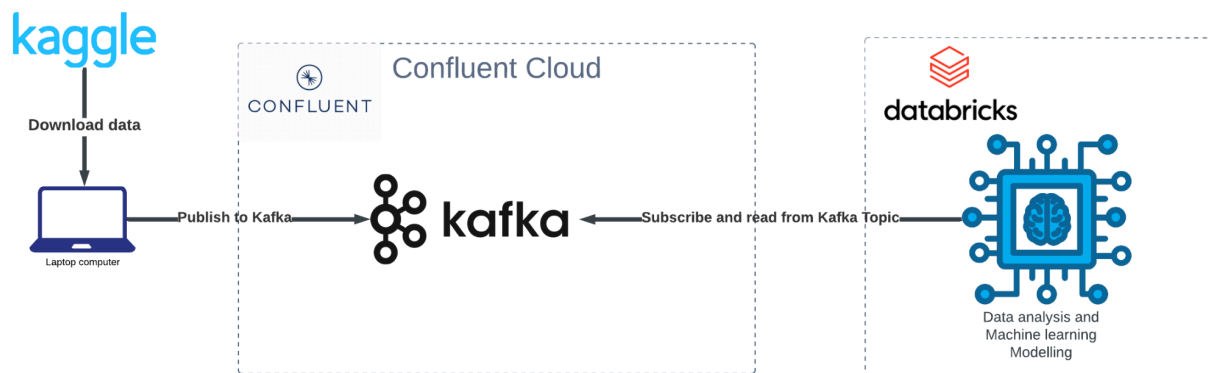 kaggle
Download data
Laptop computer
Publish to Kafka
CONFLUENT
Confluent Cloud
kafka
Subscribe and read from Kafka Topic
databricks
Data analysis and
Machine learning
Modelling